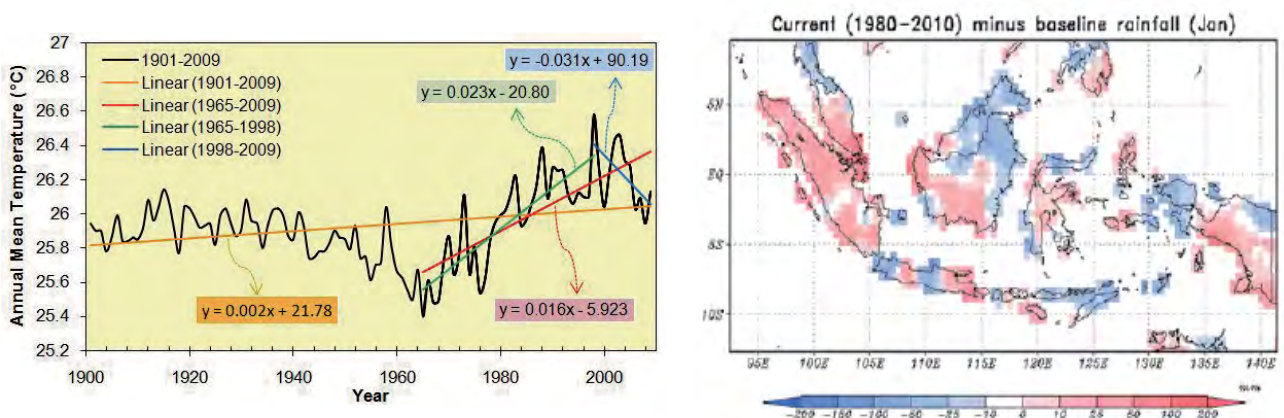 27
26.8
26.6
26.4
26.2
26
25.8
25.6
25.4
25.2
Annual Mean Temperature (°C)
1901-2009
Linear (1901-2009)
Linear (1965-2009)
Linear (1965-1998)
Linear (1998-2009)
y = -0.031x + 90.19
y = 0.023x - 20.80
y = 0.002x + 21.78
y = 0.016x - 5.923
1900 1920 1940 1960 1980 2000
Year
Current (1980-2010) minus baseline rainfall (Jan)
5N
EQ
5S
10S
95E 100E 105E 110E 115E 120E 125E 130E 135E 140E
-200 -150 -100 -50 -25 -10 0 10 25 50 100 200